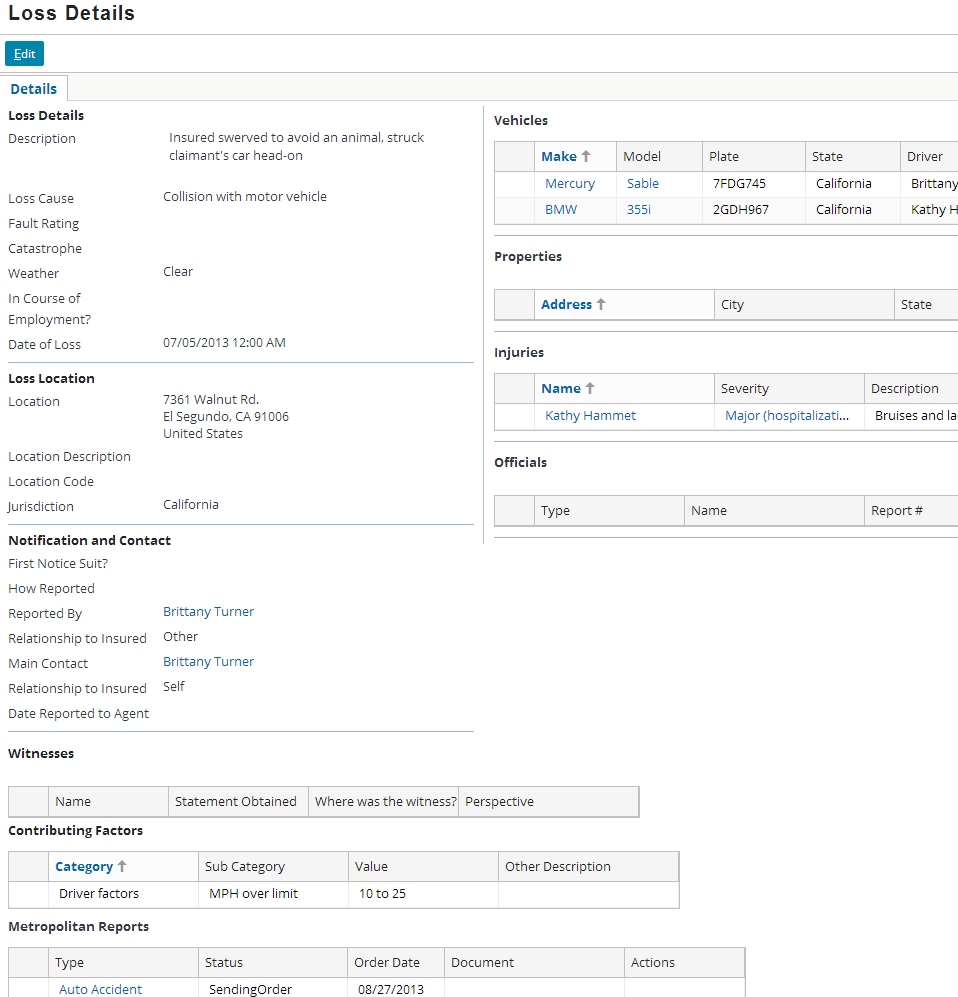 Loss Details
Edit
Details
Loss Details
Description Insured swerved to avoid an animal, struck
claimant's car head-on
Loss Cause Collision with motor vehicle
Fault Rating
Catastrophe
Weather Clear
In Course of
Employment?
Date of Loss 07/05/2013 12:00 AM
Loss Location
Location 7361 Walnut Rd.
El Segundo, CA 91006
United States
Location Description
Location Code
Jurisdiction California
Notification and Contact
First Notice Suit?
How Reported
Reported By Brittany Turner
Relationship to Insured Other
Main Contact Brittany Turner
Relationship to Insured Self
Date Reported to Agent
Vehicles
Make Model Plate State Driver
Mercury Sable 7FDG745 California Brittany
BMW 355i 2GDH967 California Kathy H
Properties
Address City State
Injuries
Name Severity Description
Kathy Hammet Major (hospitalizati... Bruises and la
Officials
Type Name Report #
Witnesses
Name Statement Obtained Where was the witness? Perspective
Contributing Factors
Category Sub Category Value Other Description
Driver factors MPH over limit 10 to 25
Metropolitan Reports
Type Status Order Date Document Actions
Auto Accident SendingOrder 08/27/2013